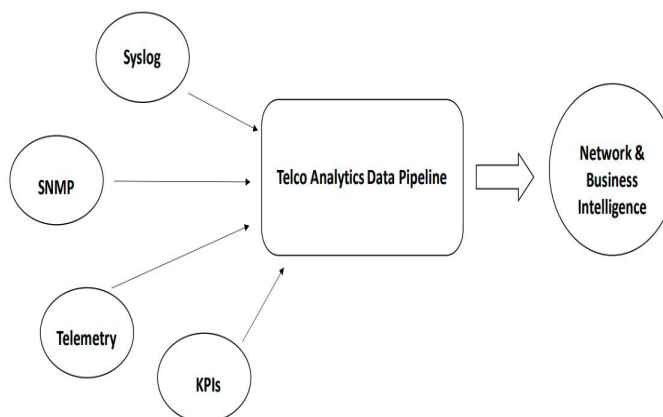 Syslog
SNMP
Telemetry
KPIs
Telco Analytics Data Pipeline
Network &
Business
Intelligence